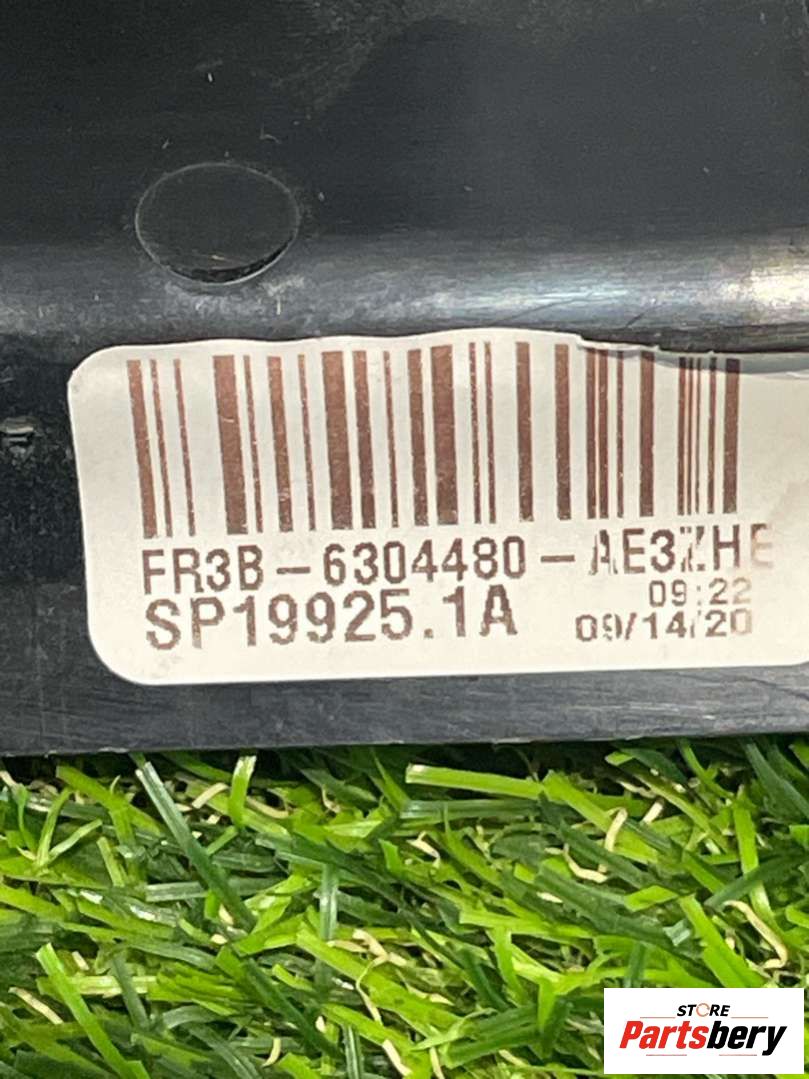 FR3B-6304480-AE3ZHE
09:22
SP19925.1A
09/14/20
STORE
Partsbery